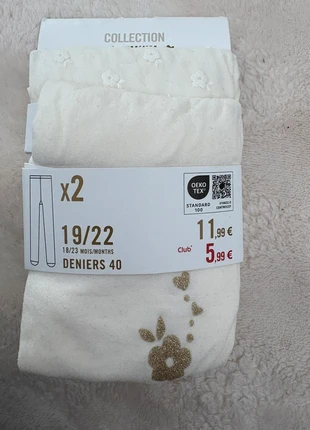 COLLECTION
x2
19/22
18/23 MOIS/MONTHS
DENIERS 40
OEKO
TEX®
STANDARD
100
11,99 €
Club'
5,99 €